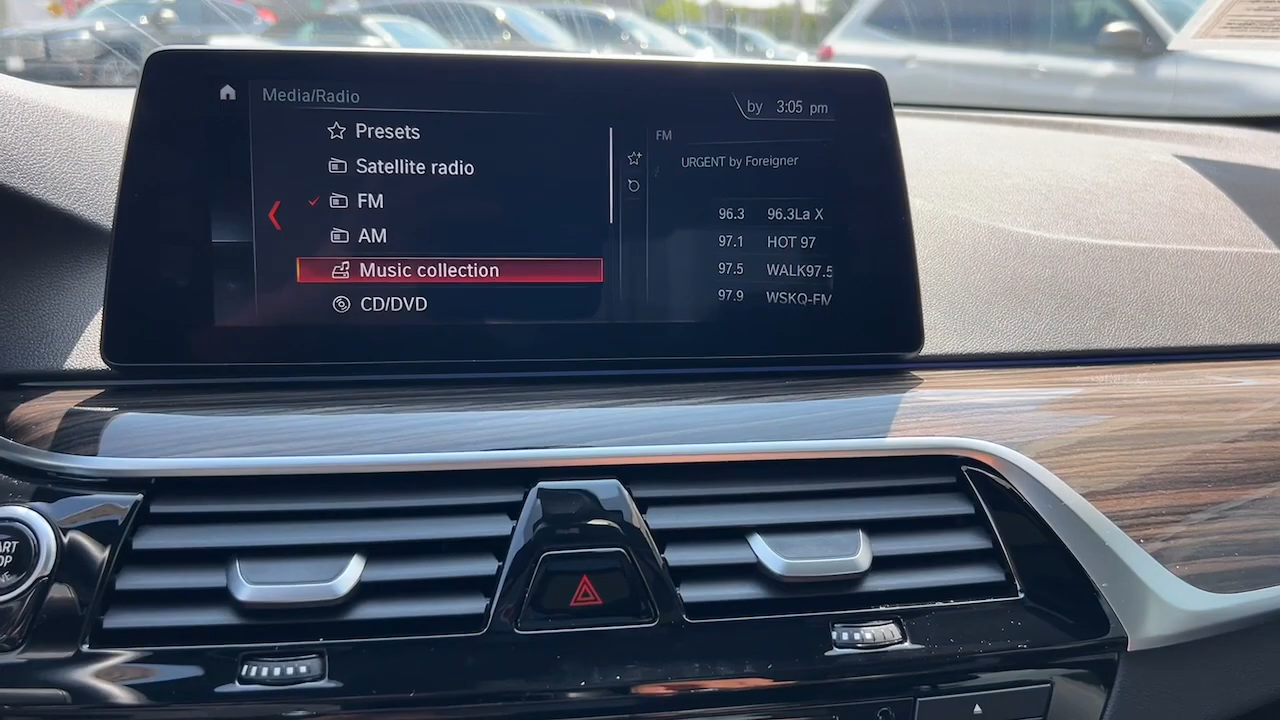 Media/Radio
by 3:05 pm
Presets
Satellite radio
FM
AM
Music collection
CD/DVD
FM
URGENT by Foreigner
96.3 96.3La X
97.1 HOT 97
97.5 WALK97.5
97.9 WSKQ-FM